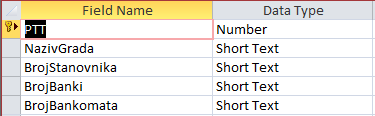 Field Name Data Type
PTT Number
NazivGrada Short Text
BrojStanovnika Short Text
BrojBanki Short Text
BrojBankomata Short Text